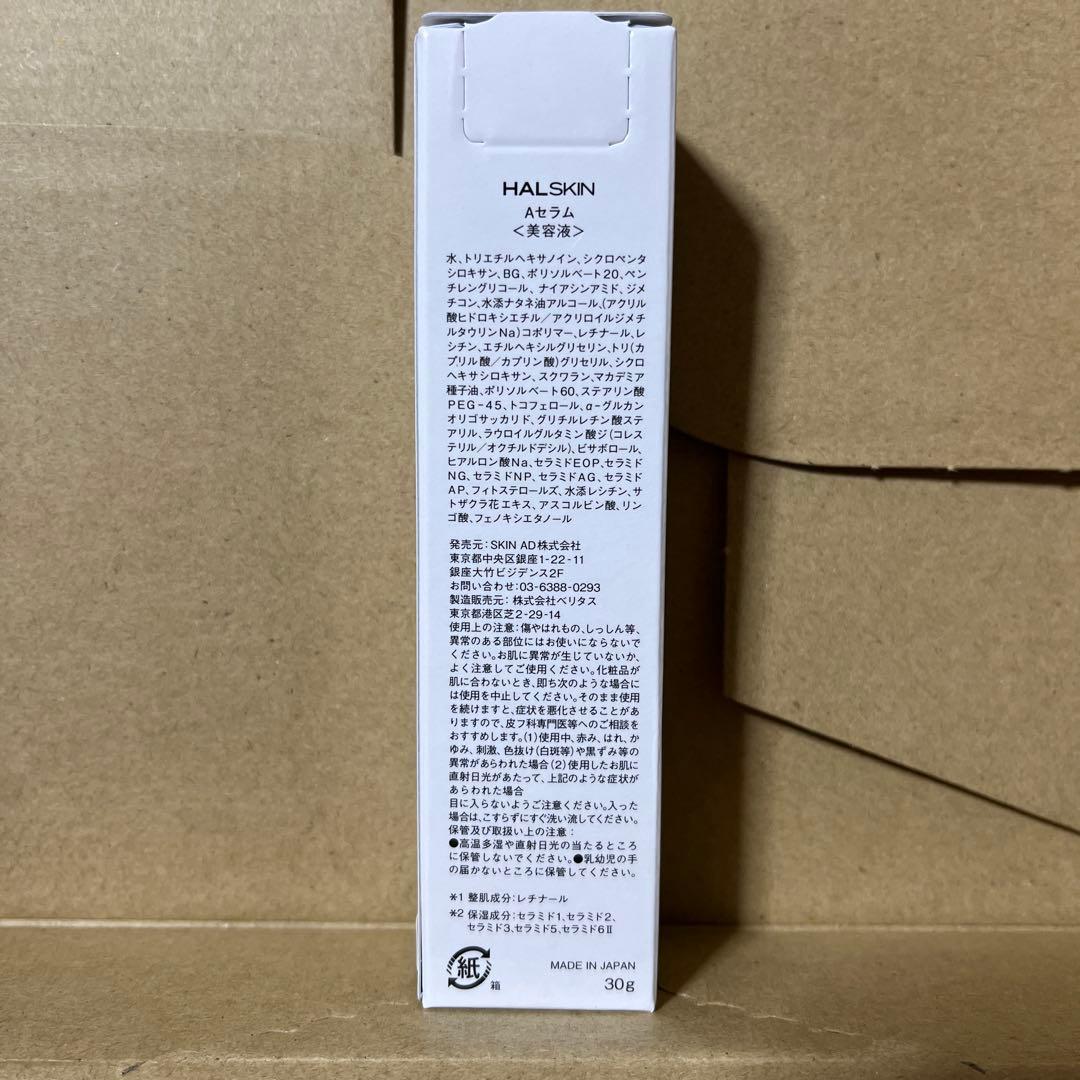 HALSKIN
Aセラム
<美容液>
水、トリエチルヘキサノイン、シクロペンタ
シロキサン、BG、ポリソルベート20、ペン
チレングリコール、ナイアシンアミド、ジメ
チコン、水添ナタネ油アルコール、(アクリル
酸ヒドロキシエチル/アクリロイルジメチ
ルタウリンNa)コポリマー、レチナール、レ
シチン、エチルヘキシルグリセリン、トリ(カ
プリル酸/カプリン酸)グリセリル、シクロ
ヘキサシロキサン、スクワラン、マカデミア
種子油、ポリソルベート60、ステアリン酸
PEG-45、トコフェロール、α-グルカン
オリゴサッカリド、グリチルレチン酸ステ
アリル、ラウロイルグルタミン酸ジ(コレス
テリル/オクチルドデシル)、ビサボロール、
ヒアルロン酸Na、セラミドEOP、セラミド
NG、セラミドNP、セラミドAG、セラミド
AP、フィトステロールズ、水添レシチン、サ
トザクラ花エキス、アスコルビン酸、リン
ゴ酸、フェノキシエタノール
発売元:SKIN AD株式会社
東京都中央区銀座1-22-11
銀座大竹ビジデンス2F
お問い合わせ:03-6388-0293
製造販売元:株式会社ベリタス
東京都港区芝2-29-14
使用上の注意:傷やはれもの、しっしん等、
異常のある部位にはお使いにならないで
ください。お肌に異常が生じていないか、
よく注意してご使用ください。化粧品が
肌に合わないとき、即ち次のような場合に
は使用を中止してください。そのまま使用
を続けますと、症状を悪化させることがあ
りますので、皮フ科専門医等へのご相談を
おすすめします。(1)使用中、赤み、はれ、か
ゆみ、刺激、色抜け(白斑等)や黒ずみ等の
異常があらわれた場合(2)使用したお肌に
直射日光があたって、上記のような症状が
あらわれた場合
目に入らないようご注意ください。入った
場合は、こすらずにすぐ洗い流してください。
保管及び取扱い上の注意:
●高温多湿や直射日光の当たるところ
に保管しないでください。●乳幼児の手
の届かないところに保管してください。
*1 整肌成分:レチナール
*2 保湿成分:セラミド1、セラミド2、
セラミド3、セラミド5、セラミド6Ⅱ
紙
箱
MADE IN JAPAN
30g